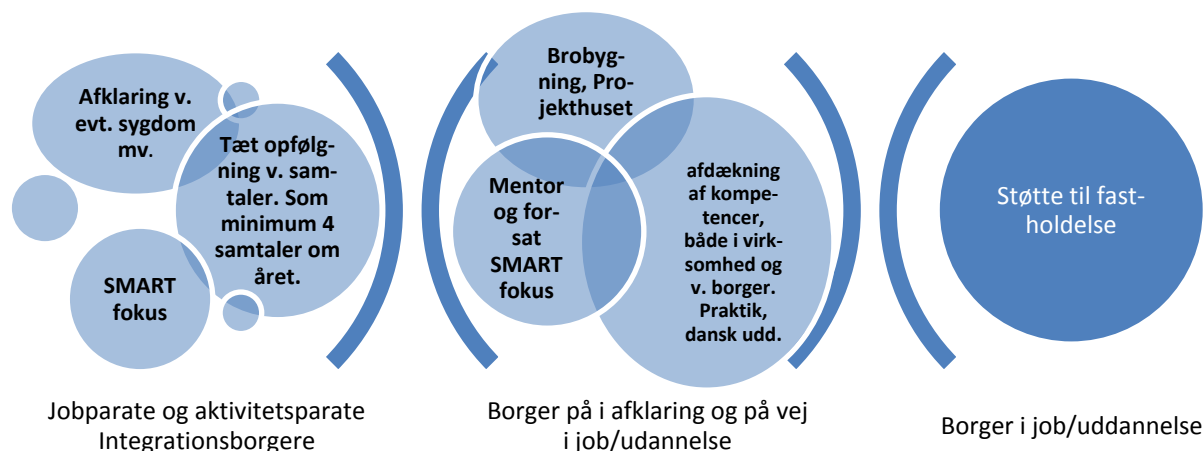 Afklaring v.
evt. sygdom
mv.
Tæt opfølg-
ning v. sam-
taler. Som
minimum 4
samtaler om
året.
SMART
fokus
Jobparate og aktivitetsparate
Integrationsborgere
Brobyg-
ning, Pro-
jekthuset
Mentor
og for-
sat
SMART
fokus
afdækning
af kompe-
tencer,
både i virk-
somhed og
v. borger.
Praktik,
dansk udd.
Borger på i afklaring og på vej
i job/udannelse
Støtte til fast-
holdelse
Borger i job/uddannelse